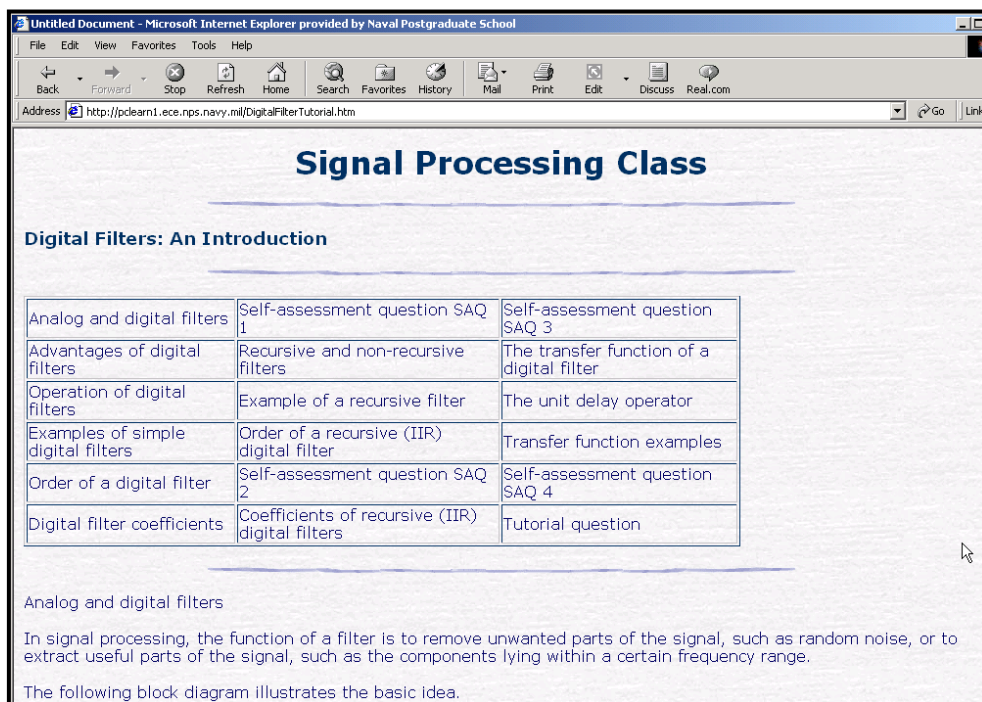 Untitled Document - Microsoft Internet Explorer provided by Naval Postgraduate School
File Edit View Favorites Tools Help
Back Forward Stop Refresh Home Search Favorites History Mail Print Edit Discuss Real.com
Address http://pclearn1.ece.nps.navy.mil/DigitalFilterTutorial.htm Go Link
Signal Processing Class
Digital Filters: An Introduction
Analog and digital filters
Self-assessment question SAQ
1
Self-assessment question
SAQ 3
Advantages of digital
filters
Recursive and non-recursive
filters
The transfer function of a
digital filter
Operation of digital
filters
Example of a recursive filter
The unit delay operator
Examples of simple
digital filters
Order of a recursive (IIR)
digital filter
Transfer function examples
Order of a digital filter
Self-assessment question SAQ
2
Self-assessment question
SAQ 4
Digital filter coefficients
Coefficients of recursive (IIR)
digital filters
Tutorial question
Analog and digital filters
In signal processing, the function of a filter is to remove unwanted parts of the signal, such as random noise, or to
extract useful parts of the signal, such as the components lying within a certain frequency range.
The following block diagram illustrates the basic idea.